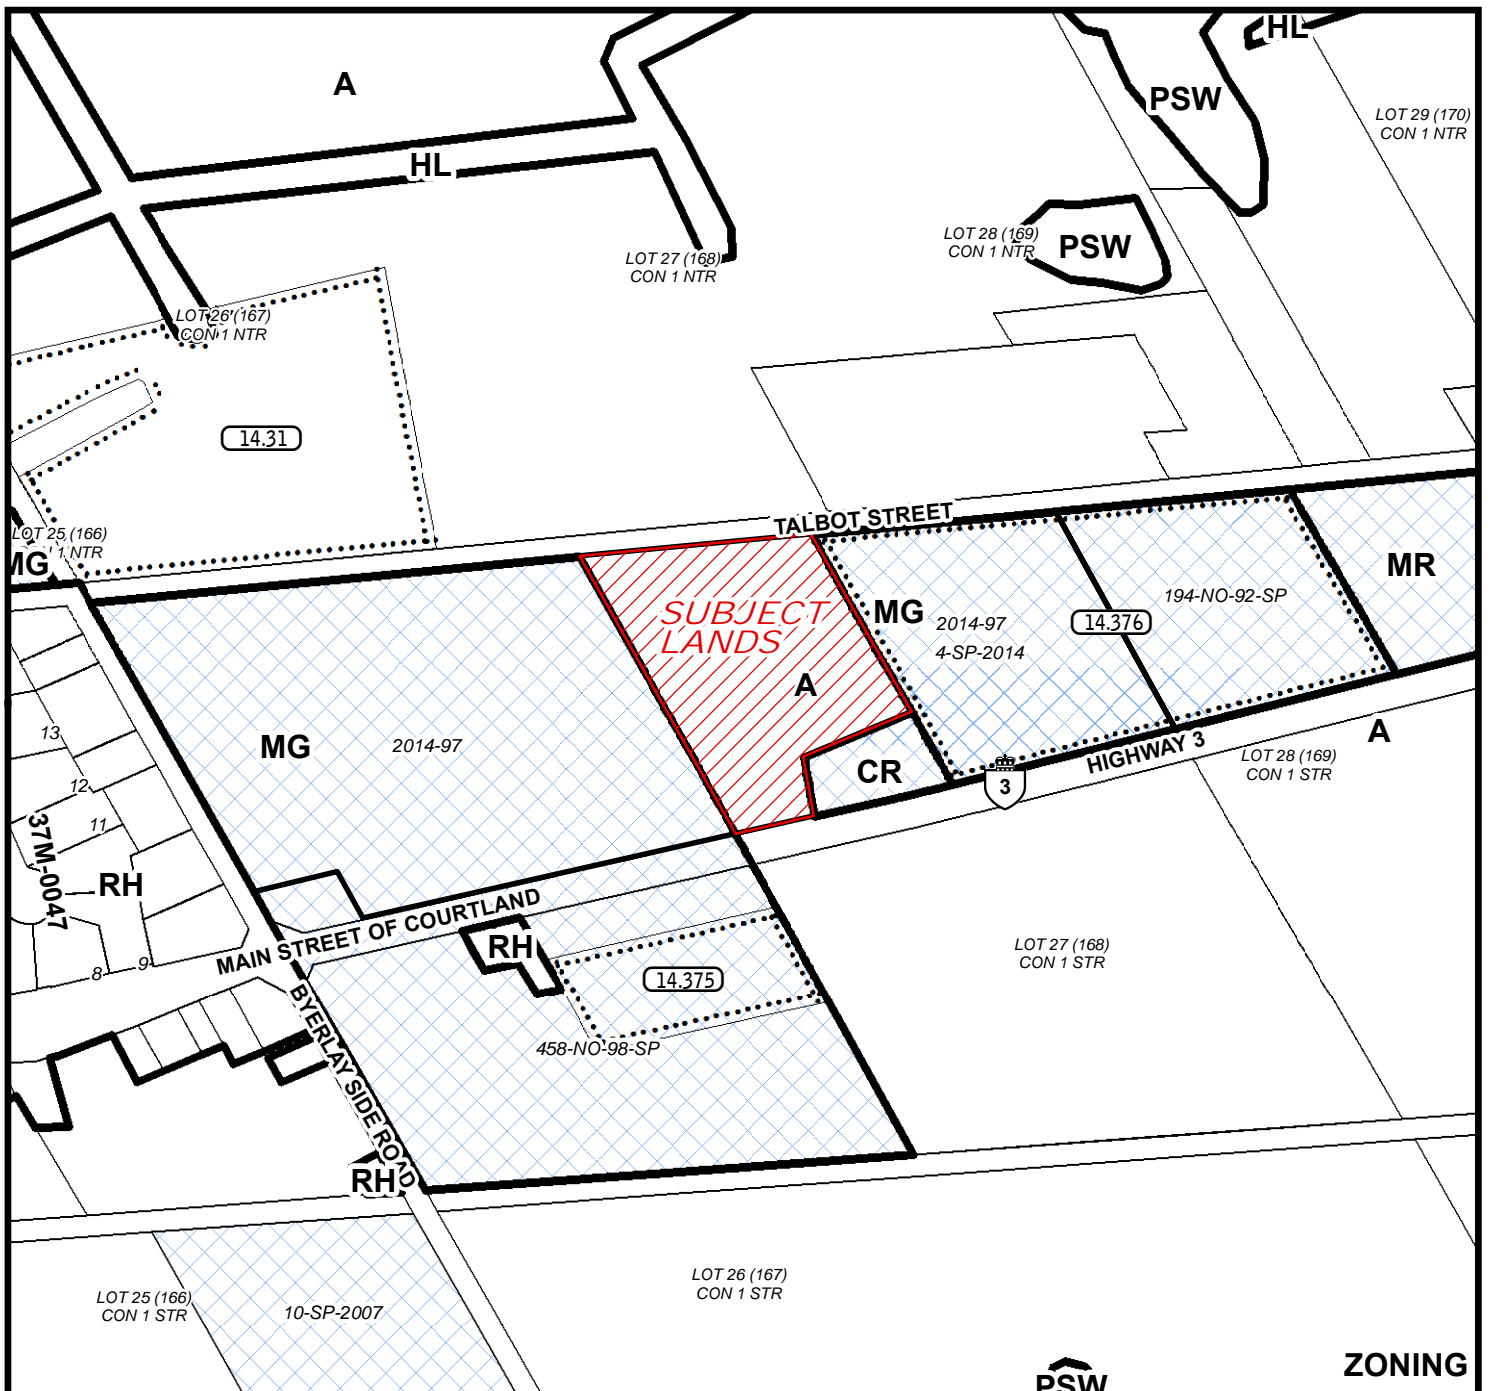 HL
A
PSW
LOT 29 (170)
CON 1 NTR
HL
LOT 28 (169)
CON 1 NTR
PSW
LOT 27 (168)
CON 1 NTR
LOT 26 (167)
CON 1 NTR
14.31
TALBOT STREET
LOT 25 (166)
1 NTR
MG
MR
SUBJECT
LANDS
MG
2014-97
4-SP-2014
14.376
194-NO-92-SP
A
13
MG
2014-97
CR
HIGHWAY 3
3
A
LOT 28 (169)
CON 1 STR
12
11
37M-0047
RH
MAIN STREET OF COURTLAND
8
9
RH
14.375
LOT 27 (168)
CON 1 STR
BYERLAY SIDE ROAD
458-NO-98-SP
RH
LOT 25 (166)
CON 1 STR
10-SP-2007
LOT 26 (167)
CON 1 STR
ZONING
PSW